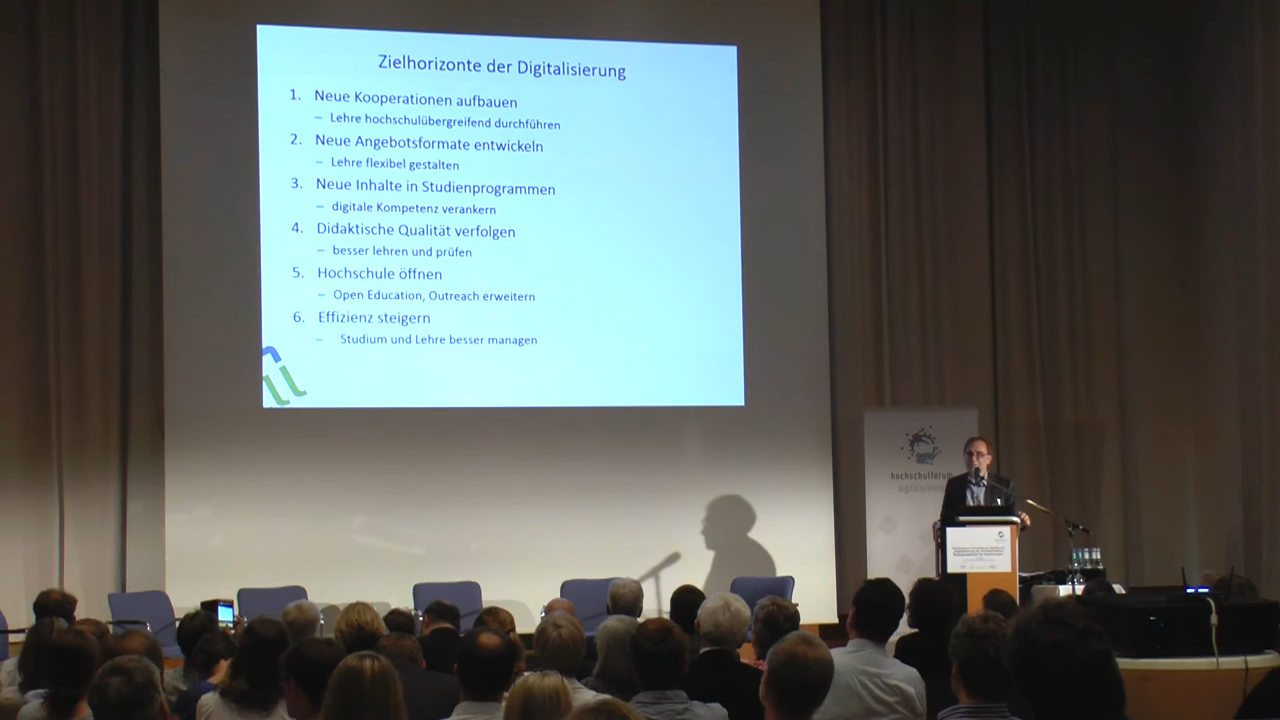 Zielhorizonte der Digitalisierung
1. Neue Kooperationen aufbauen
– Lehre hochschulübergreifend durchführen
2. Neue Angebotsformate entwickeln
– Lehre flexibel gestalten
3. Neue Inhalte in Studienprogrammen
– digitale Kompetenz verankern
4. Didaktische Qualität verfolgen
– besser lehren und prüfen
5. Hochschule öffnen
– Open Education, Outreach erweitern
6. Effizienz steigern
– Studium und Lehre besser managen
hochschulforum